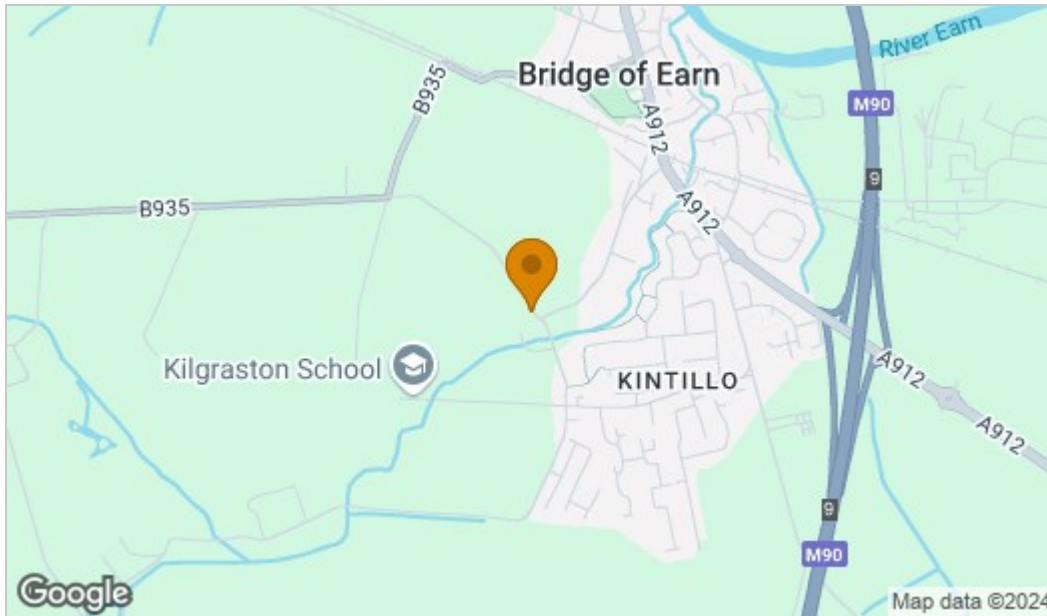 River Earn
Bridge of Earn
B935
M90
A912
9
B935
A912
Kilgraston School
KINTILLO
A912
A912
9
M90
Google
Map data ©2024